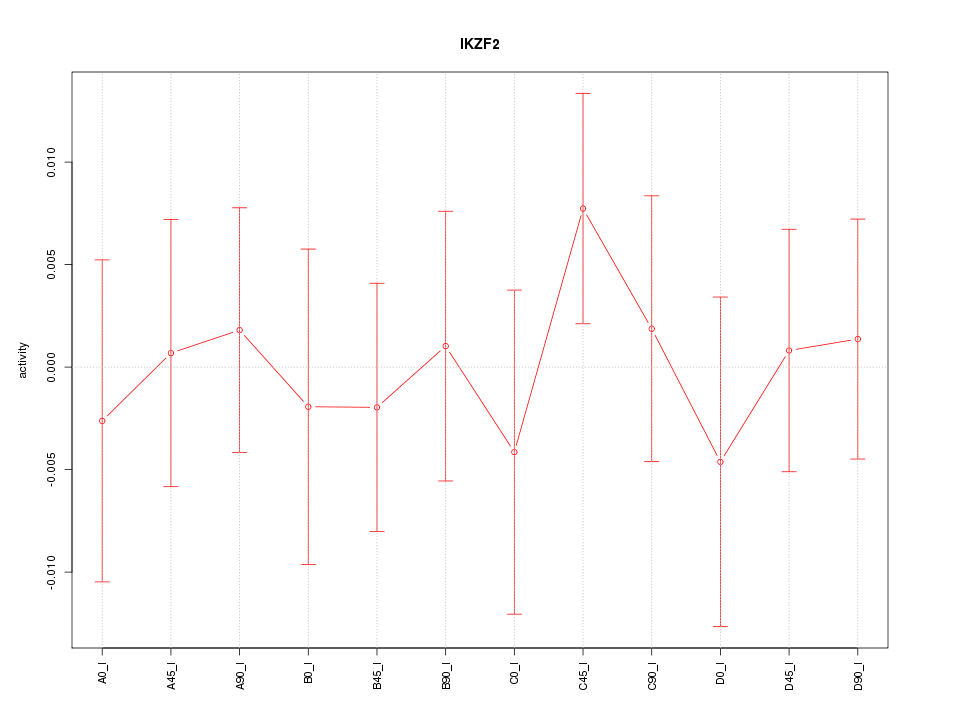 IKZF2
activity
0.010
0.005
0.000
-0.005
-0.010
A0_I
A45_I
A90_I
B0_I
B45_I
B90_I
C0_I
C45_I
C90_I
D0_I
D45_I
D90_I